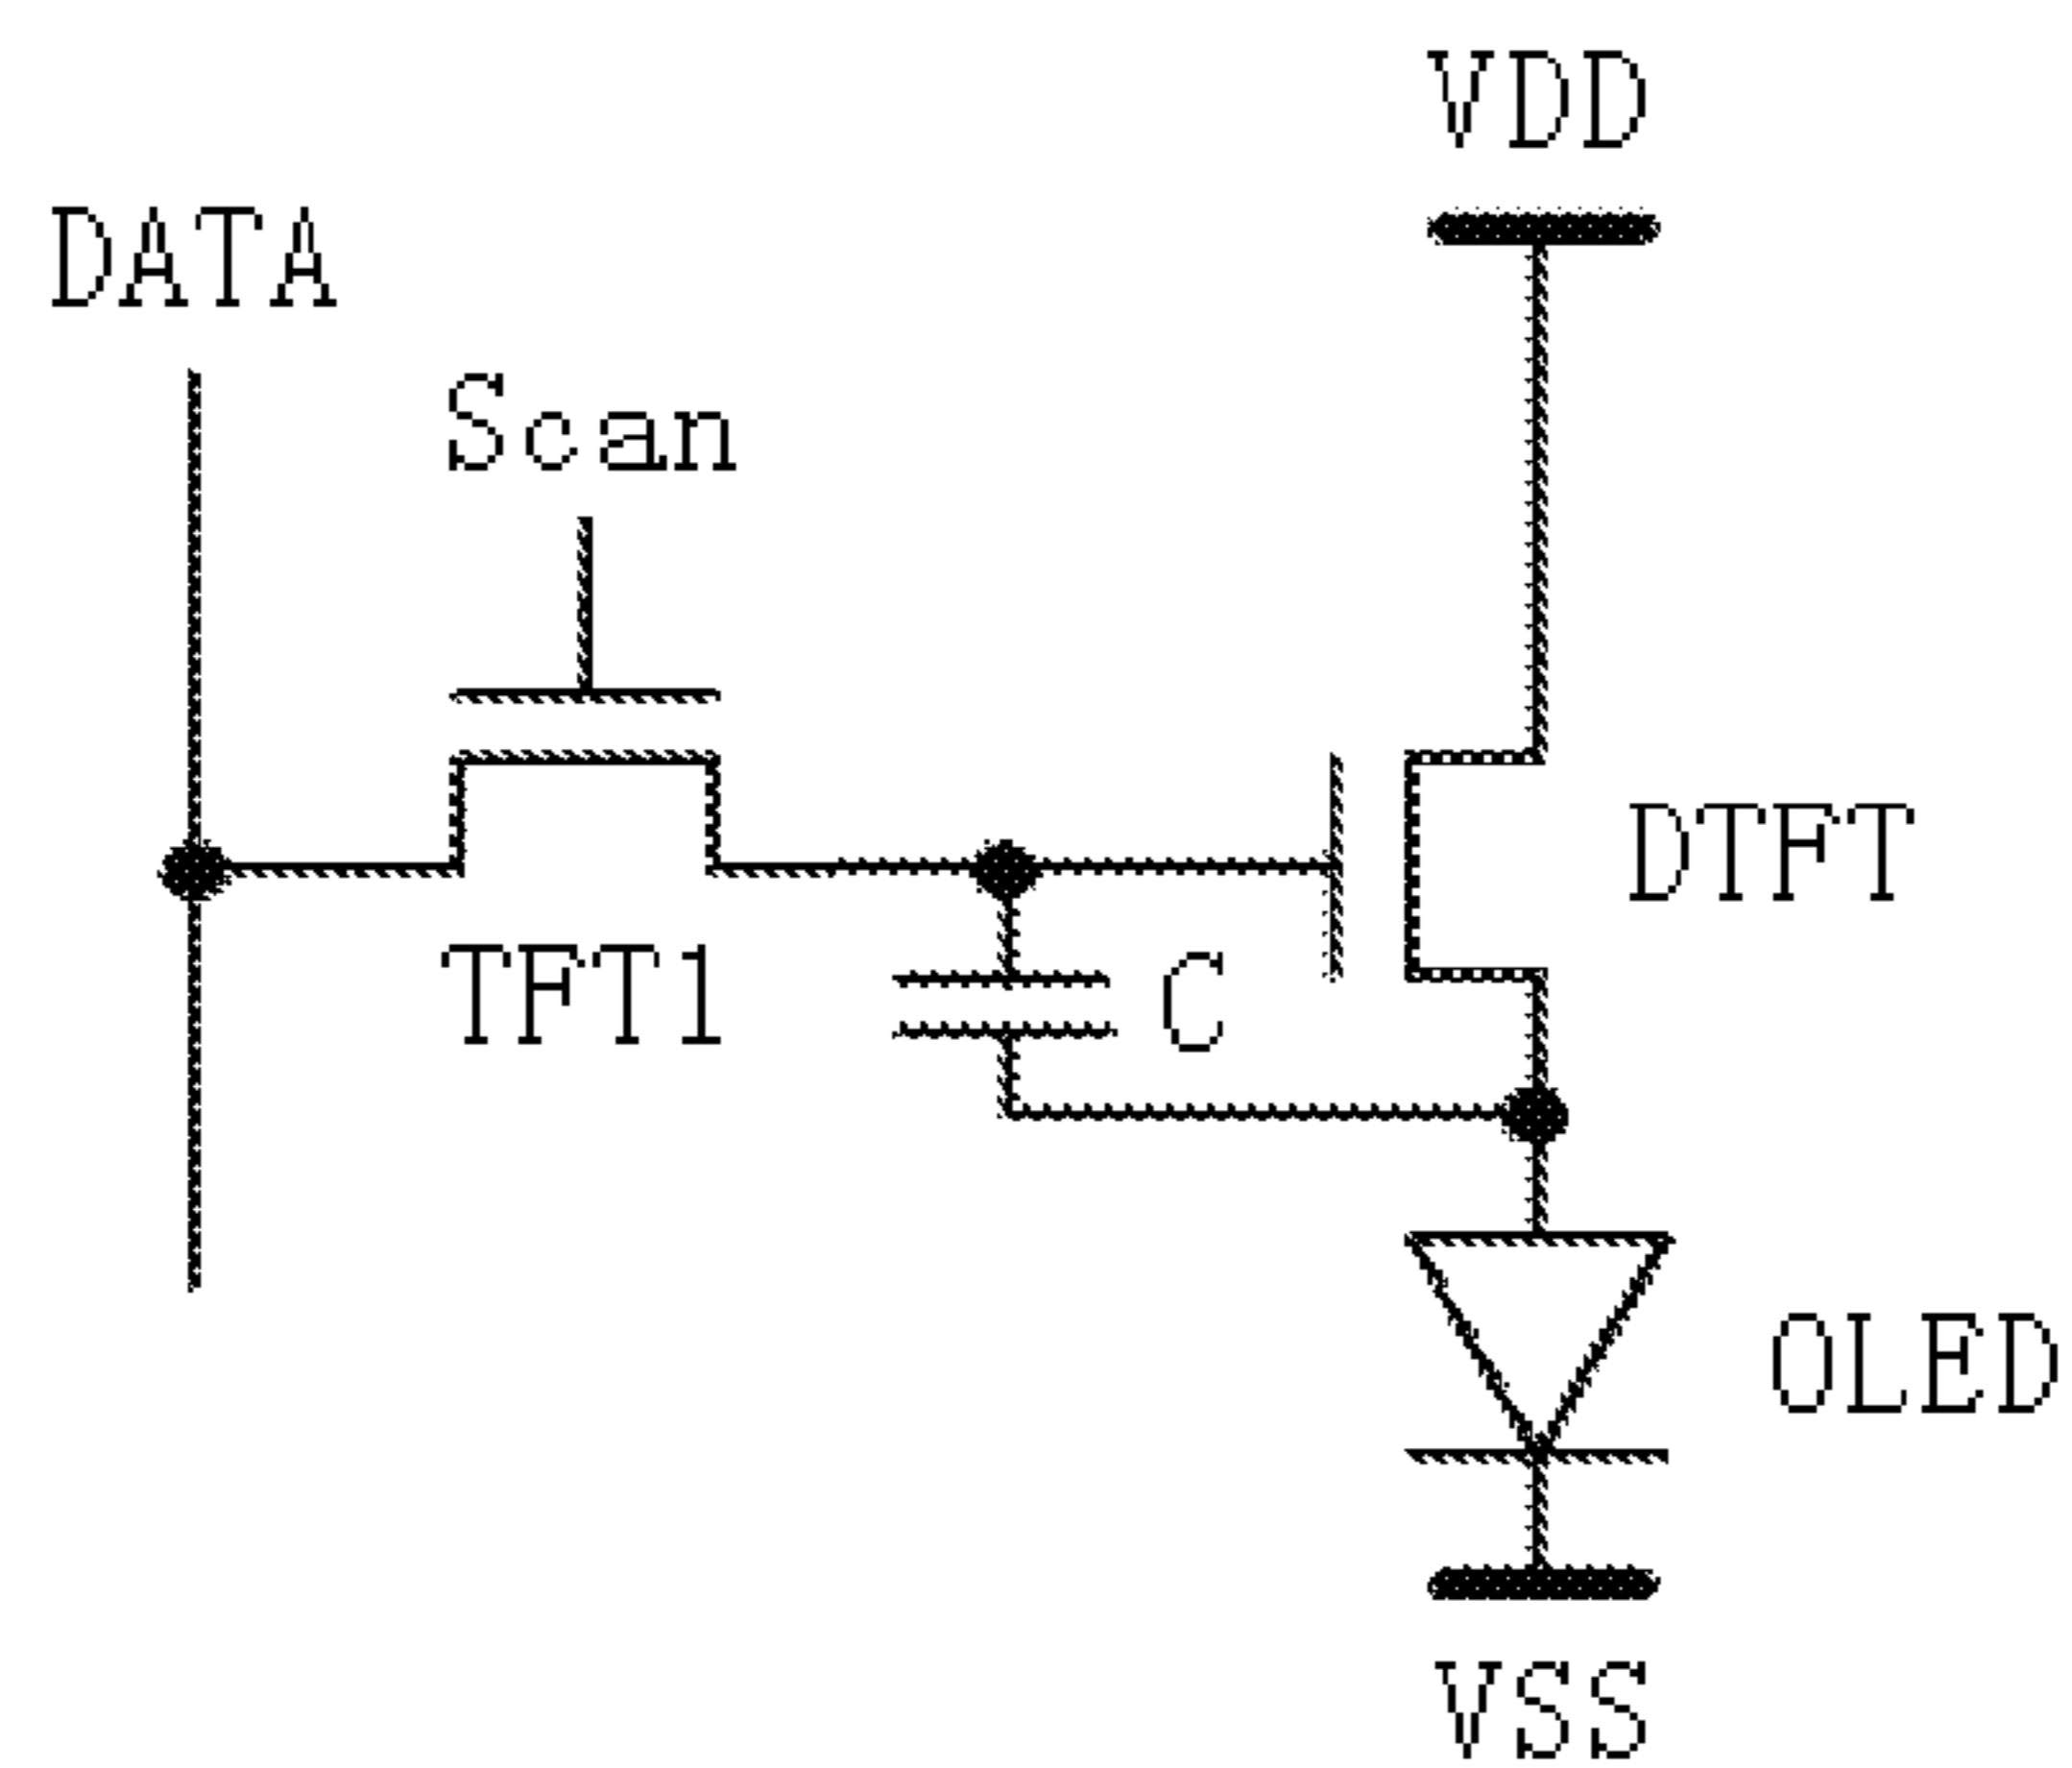 VDD
DATA
Scan
DTFT
TFT1
C
OLED
VSS